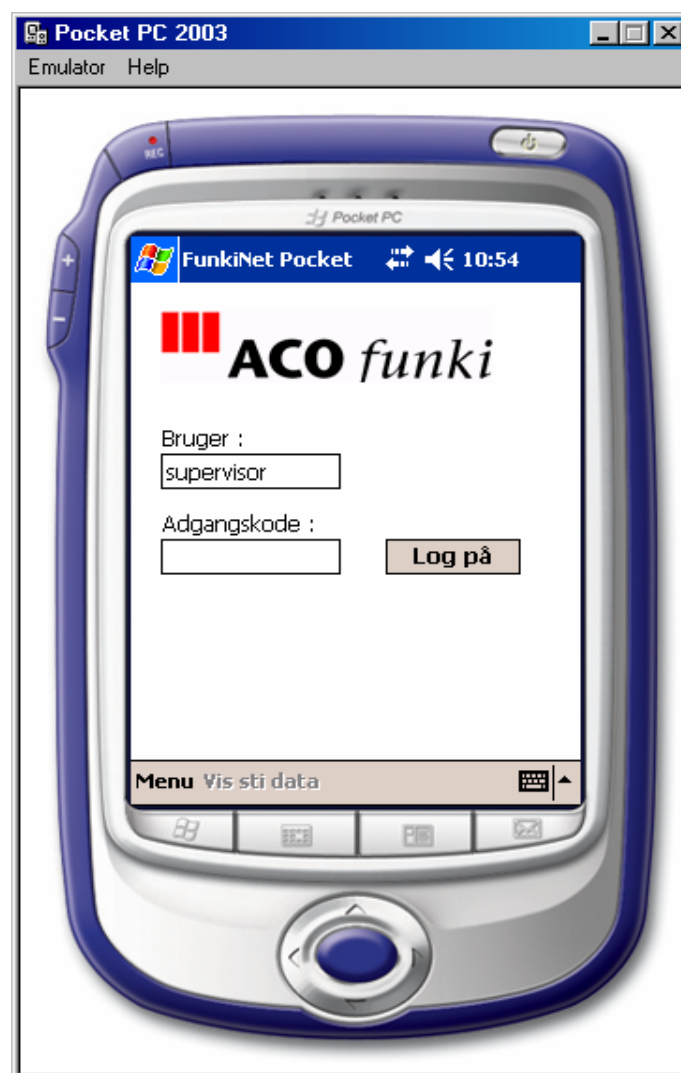 Pocket PC 2003
Emulator Help
REC
Pocket PC
FunkiNet Pocket 10:54
ACO funki
Bruger :
supervisor
Adgangskode :
Log på
Menu Vis sti data